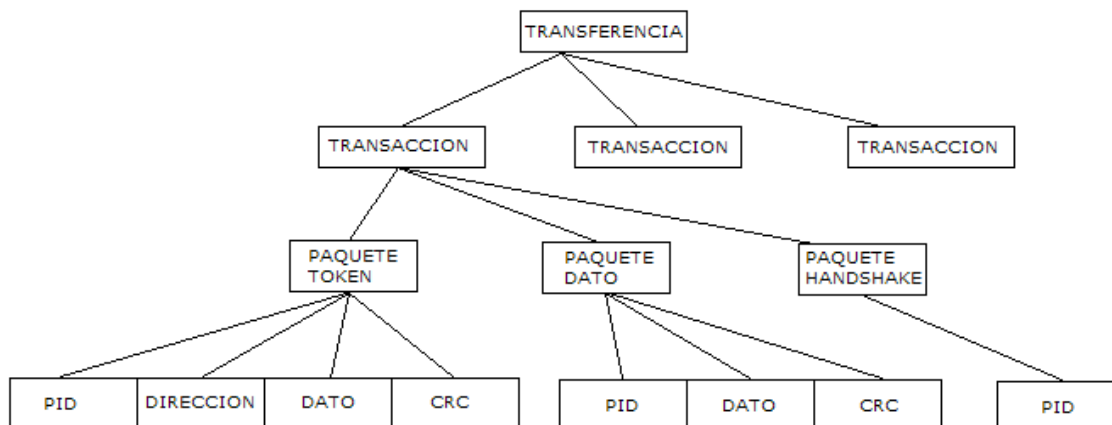 TRANSFERENCIA
TRANSACCION
TRANSACCION
TRANSACCION
PAQUETE
TOKEN
PAQUETE
DATO
PAQUETE
HANDSHAKE
PID
DIRECCION
DATO
CRC
PID
DATO
CRC
PID